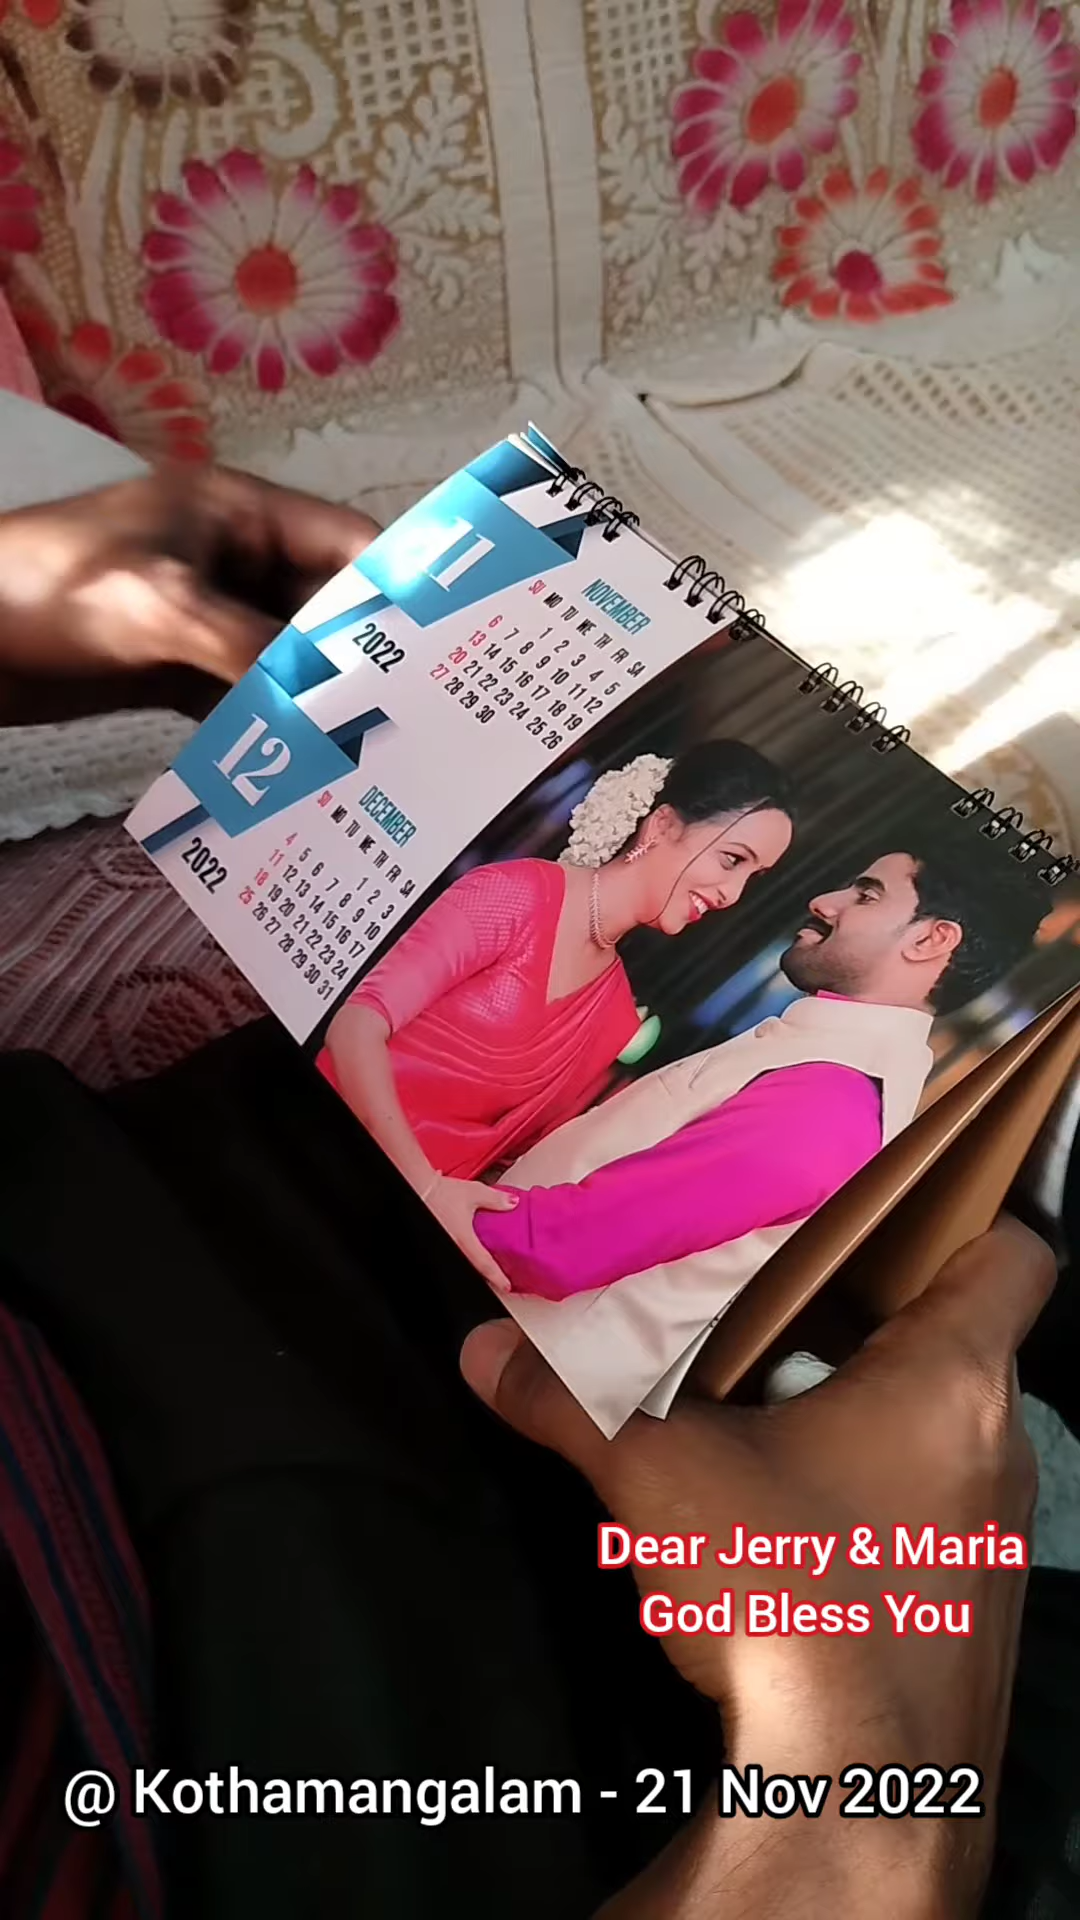 11
2022
NOVEMBER
SU MO TU WE TH FR SA
1 2 3 4 5
6 7 8 9 10 11 12
13 14 15 16 17 18 19
20 21 22 23 24 25 26
27 28 29 30
12
2022
DECEMBER
SU MO TU WE TH FR SA
1 2 3
4 5 6 7 8 9 10
11 12 13 14 15 16 17
18 19 20 21 22 23 24
25 26 27 28 29 30 31
Dear Jerry & Maria
God Bless You
@ Kothamangalam - 21 Nov 2022